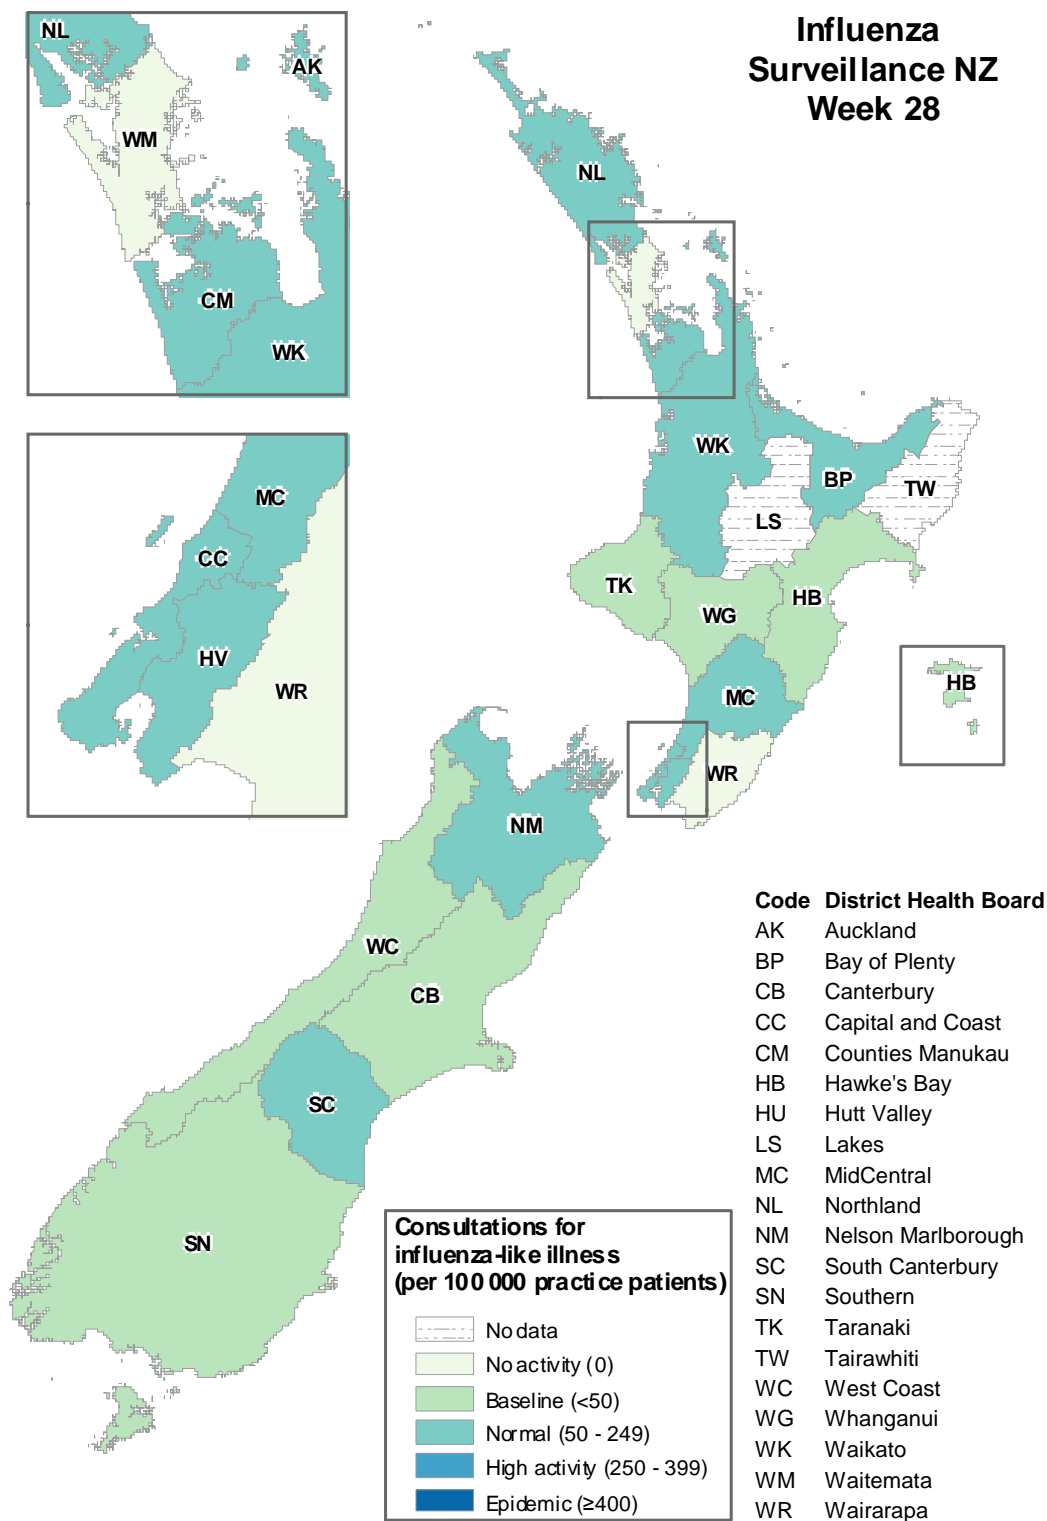 Influenza
Surveillance NZ
Week 28
NL
AK
WM
CM
WK
NL
WK
BP
TW
LS
TK
WG
HB
MC
WR
MC
CC
HV
WR
HB
NM
WC
CB
SC
SN
Code District Health Board
AK Auckland
BP Bay of Plenty
CB Canterbury
CC Capital and Coast
CM Counties Manukau
HB Hawke's Bay
HU Hutt Valley
LS Lakes
MC MidCentral
NL Northland
NM Nelson Marlborough
SC South Canterbury
SN Southern
TK Taranaki
TW Tairawhiti
WC West Coast
WG Whanganui
WK Waikato
WM Waitemata
WR Wairarapa
Consultations for
influenza-like illness
(per 100 000 practice patients)
No data
No activity (0)
Baseline (<50)
Normal (50 - 249)
High activity (250 - 399)
Epidemic (≥400)